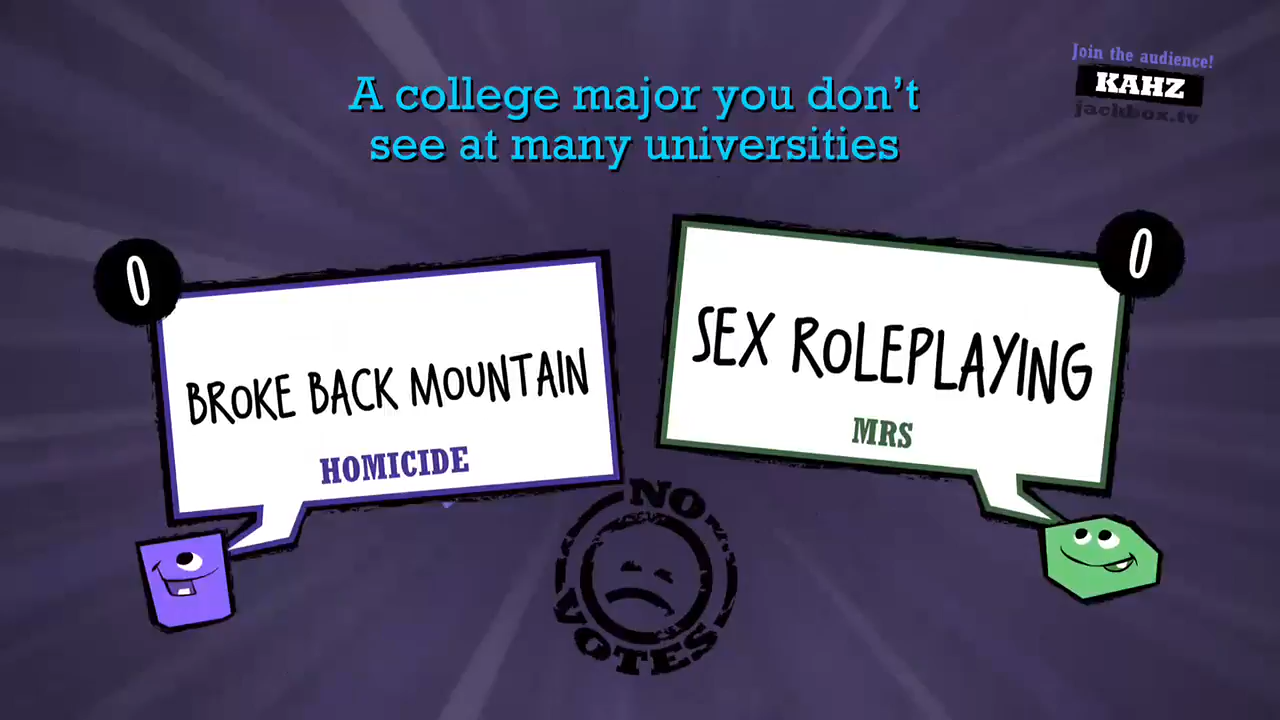 Join the audience!
KAHZ
jackbox.tv
A college major you don't
see at many universities
0
0
BROKE BACK MOUNTAIN
HOMICIDE
SEX ROLEPLAYING
MRS
NO
VOTES